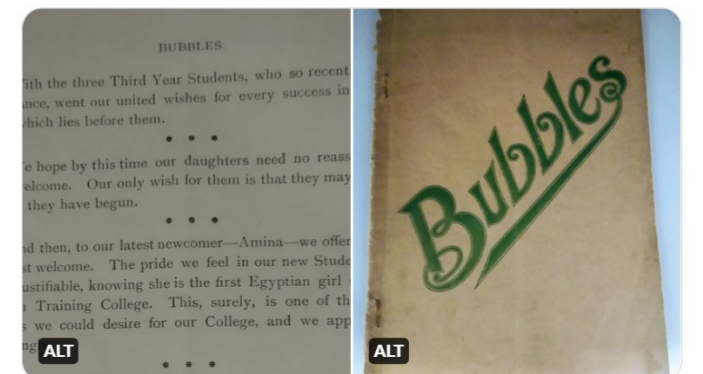 BUBBLES.
ith the three Third Year Students, who so recent
nce, went our united wishes for every success in
hich lies before them.
e hope by this time our daughters need no reass
elcome. Our only wish for them is that they may
they have begun.
nd then, to our latest newcomer—Amina—we offer
st welcome. The pride we feel in our new Stude
ustifiable, knowing she is the first Egyptian girl
Training College. This, surely, is one of th
s we could desire for our College, and we app
ng
ALT
Bubbles
ALT